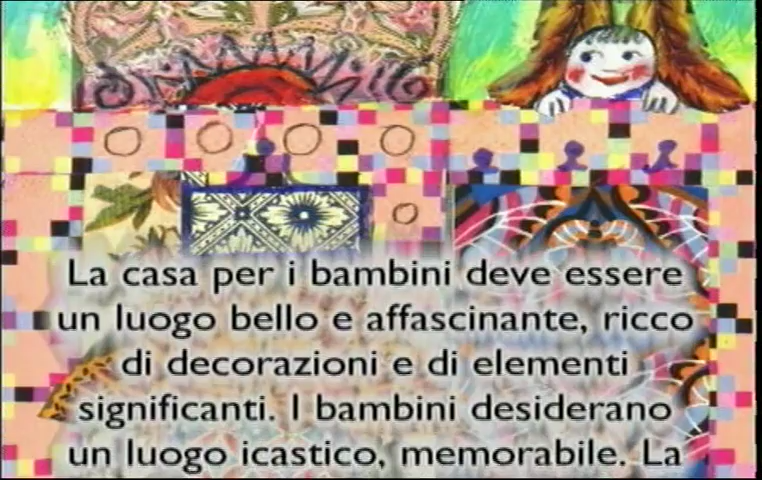 La casa per i bambini deve essere
un luogo bello e affascinante, ricco
di decorazioni e di elementi
significanti. I bambini desiderano
un luogo icastico, memorabile. La